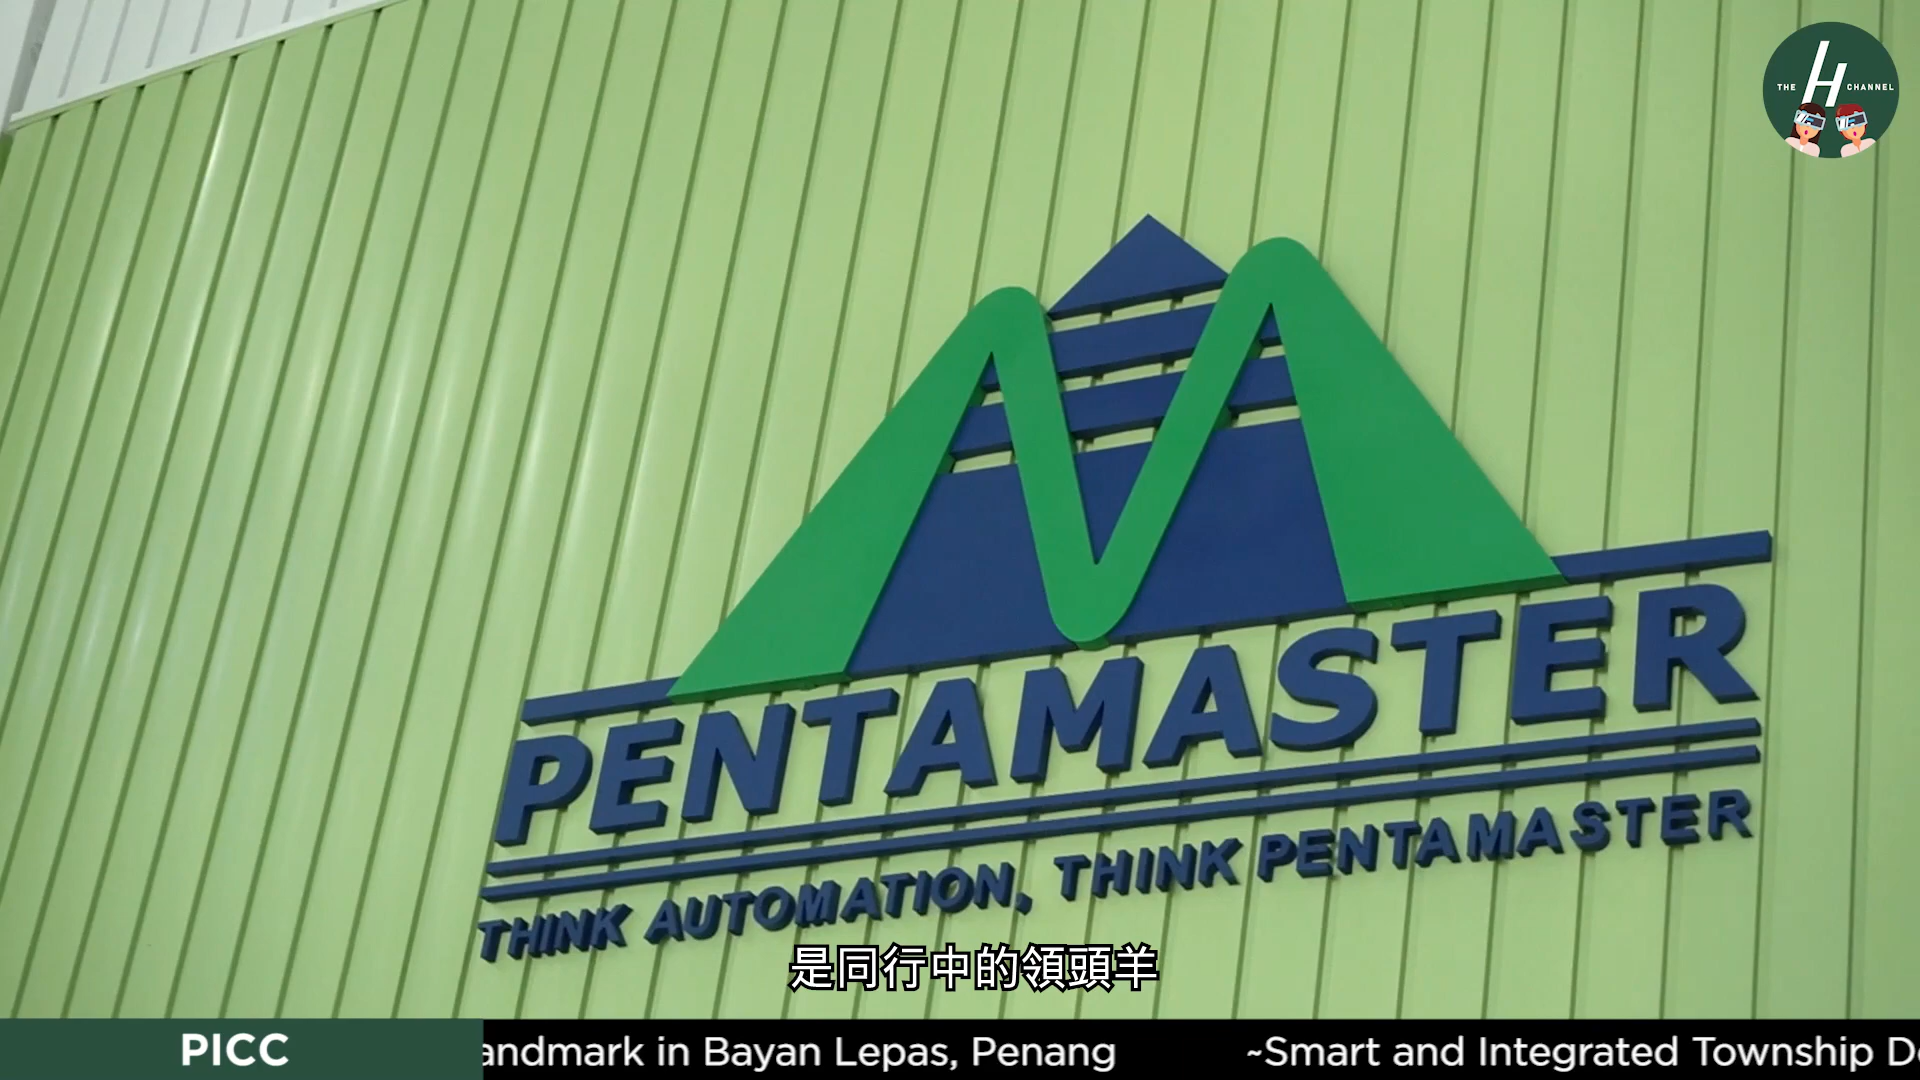 THE H CHANNEL
PENTAMASTER
THINK AUTOMATION, THINK PENTAMASTER
是同行中的領頭羊
PICC
andmark in Bayan Lepas, Penang
~Smart and Integrated Township